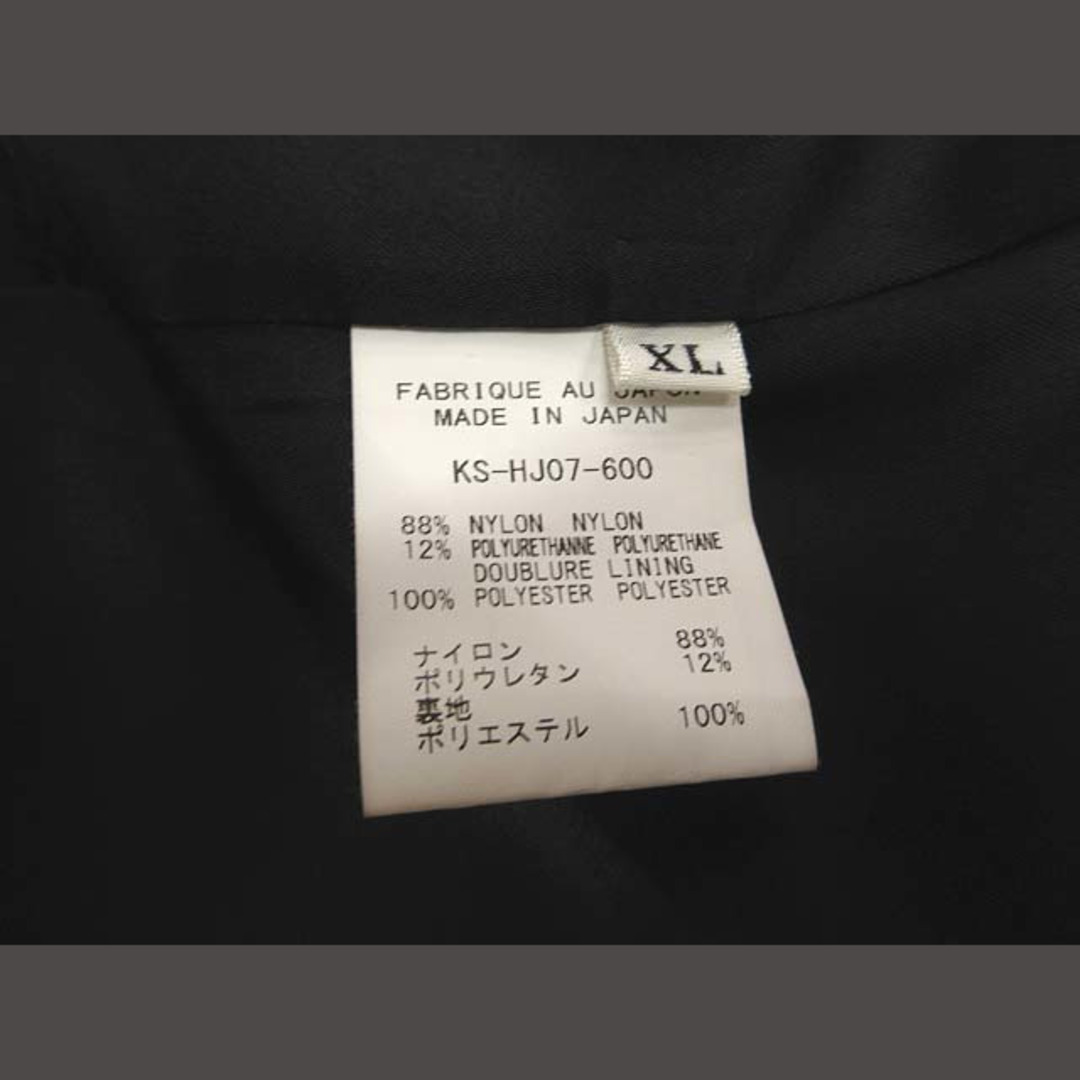 XL
FABRIQUE AU JAPON
MADE IN JAPAN
KS-HJ07-600
88% NYLON NYLON
12% POLYURETHANNE POLYURETHANE
DOUBLURE LINING
100% POLYESTER POLYESTER
ナイロン 88%
ポリウレタン 12%
裏地
ポリエステル 100%